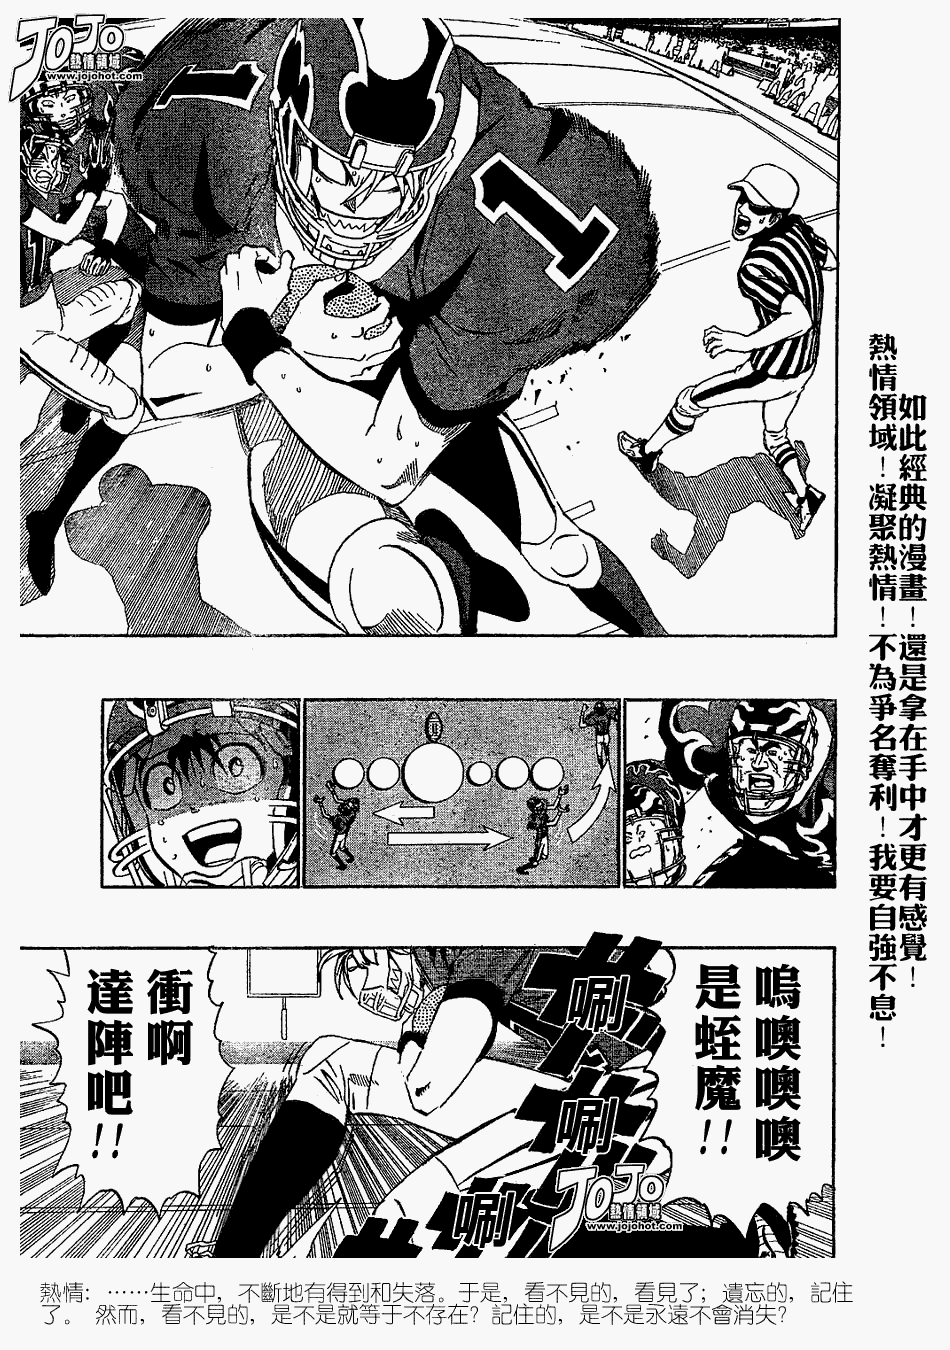 JOJO
熱情領域
www.jojohot.com
1
1
如此經典的漫畫！還是拿在手中才更有感覺！
熱情領域！凝聚熱情！不為爭名奪利！我要自強不息！
嗚噢噢噢
是蛭魔!!
唰
唰
唰
衝啊
達陣吧!!
JOJO
熱情領域
www.jojohot.com
熱情：……生命中，不斷地有得到和失落。于是，看不見的，看見了；遺忘的，記住
了。 然而，看不見的，是不是就等于不存在？記住的，是不是永遠不會消失？